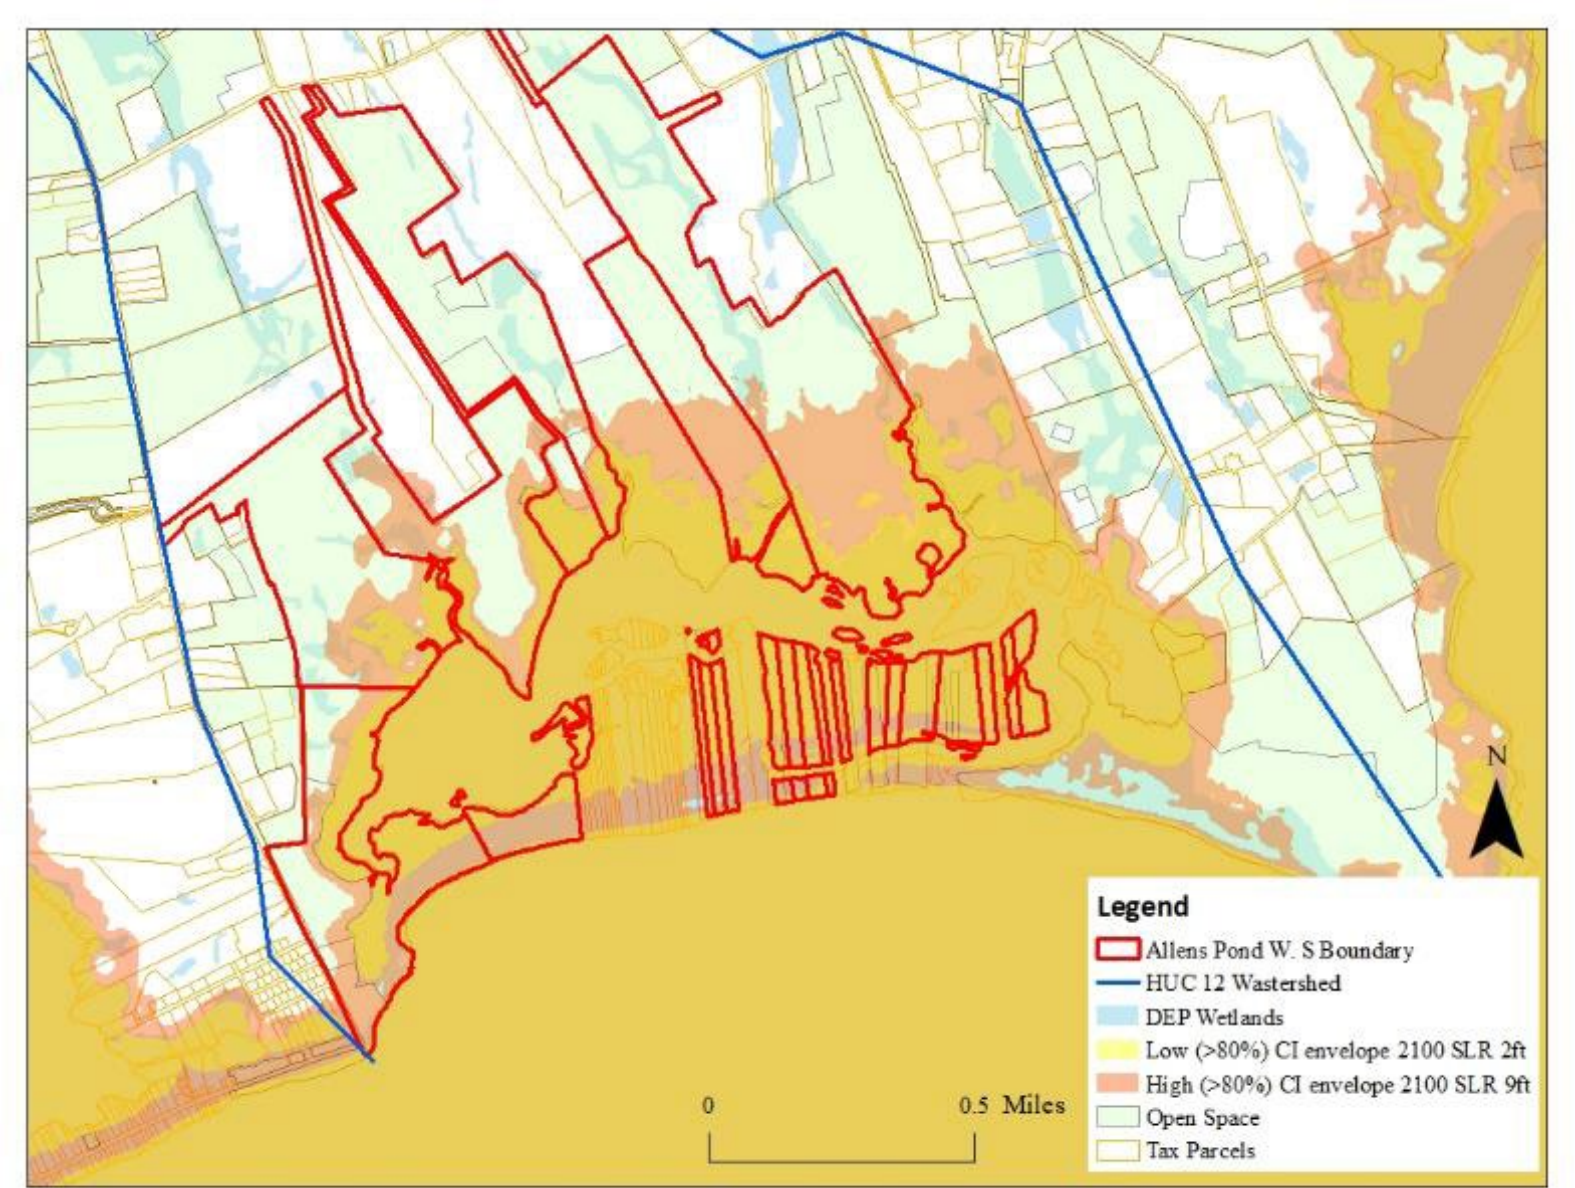 N
Legend
Allens Pond W. S Boundary
HUC 12 Wastershed
DEP Wetlands
Low (>80%) CI envelope 2100 SLR 2ft
High (>80%) CI envelope 2100 SLR 9ft
Open Space
Tax Parcels
0 0.5 Miles